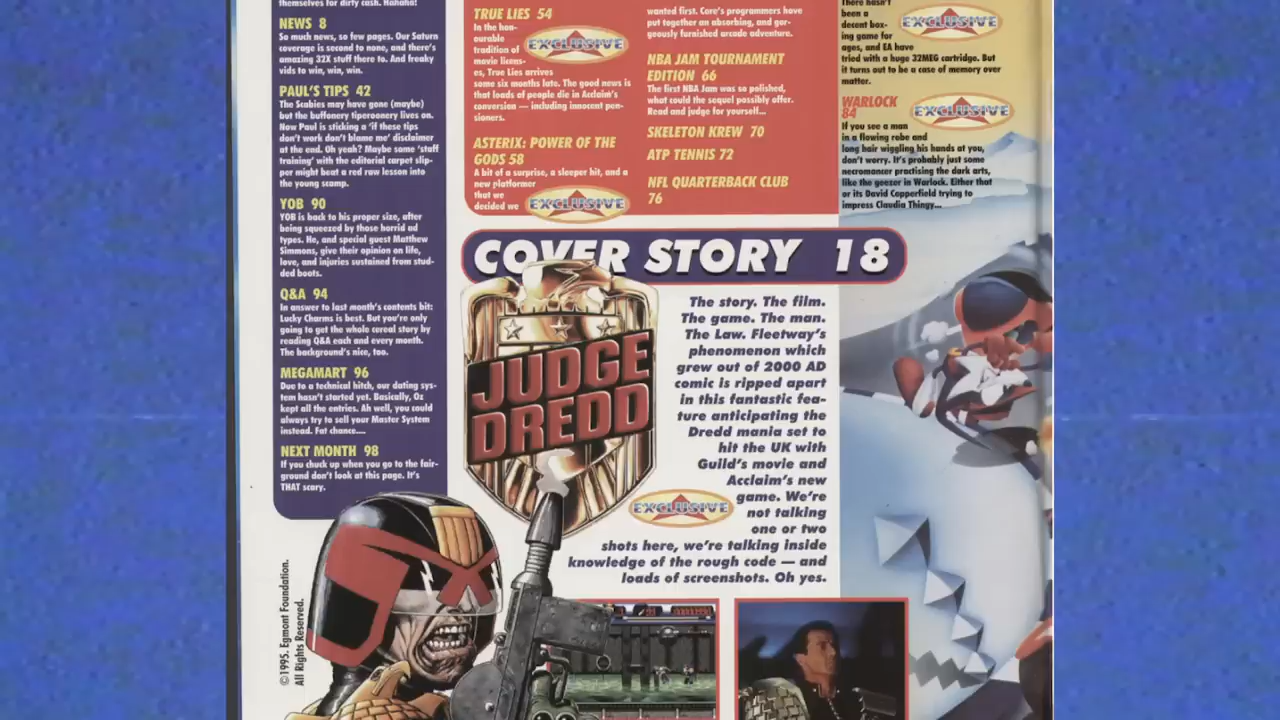 themselves for dirty cash. Hahaha!
NEWS 8
So much news, so few pages. Our Saturn
coverage is second to none, and there's
amazing 32X stuff there to. And freaky
vids to win, win, win.
PAUL'S TIPS 42
The Scabies may have gone (maybe)
but the buffonery tiperoonery lives on.
Now Paul is sticking a 'if these tips
don't work don't blame me' disclaimer
at the end. Oh yeah? Maybe some 'staff
training' with the editorial carpet slip-
per might beat a red raw lesson into
the young scamp.
YOB 90
YOB is back to his proper size, after
being squeezed by those horrid ad
types. He, and special guest Matthew
Simmons, give their opinion on life,
love, and injuries sustained from stud-
ded boots.
Q&A 94
In answer to last month's contents bit:
Lucky Charms is best. But you're only
going to get the whole cereal story by
reading Q&A each and every month.
The background's nice, too.
MEGAMART 96
Due to a technical hitch, our dating sys-
tem hasn't started yet. Basically, Oz
kept all the entries. Ah well, you could
always try to sell your Master System
instead. Fat chance....
NEXT MONTH 98
If you chuck up when you go to the fair-
ground don't look at this page. It's
THAT scary.
©1995. Egmont Foundation.
All Rights Reserved.
TRUE LIES 54
In the hon-
ourable
tradition of
movie licens-
es, True Lies arrives
some six months late. The good news is
that loads of people die in Acclaim's
conversion — including innocent pen-
sioners.
EXCLUSIVE
ASTERIX: POWER OF THE
GODS 58
A bit of a surprise, a sleeper hit, and a
new platformer
that we
decided we
EXCLUSIVE
wanted first. Core's programmers have
put together an absorbing, and gor-
geously furnished arcade adventure.
NBA JAM TOURNAMENT
EDITION 66
The first NBA Jam was so polished,
what could the sequel possibly offer.
Read and judge for yourself...
SKELETON KREW 70
ATP TENNIS 72
NFL QUARTERBACK CLUB
76
There hasn't
been a
decent box-
ing game for
ages, and EA have
tried with a huge 32MEG cartridge. But
it turns out to be a case of memory over
matter.
EXCLUSIVE
WARLOCK
84
EXCLUSIVE
If you see a man
in a flowing robe and
long hair wiggling his hands at you,
don't worry. It's probably just some
necromancer practising the dark arts,
like the geezer in Warlock. Either that
or its David Copperfield trying to
impress Claudia Thingy...
COVER STORY 18
JUDGE
DREDD
The story. The film.
The game. The man.
The Law. Fleetway's
phenomenon which
grew out of 2000 AD
comic is ripped apart
in this fantastic fea-
ture anticipating the
Dredd mania set to
hit the UK with
Guild's movie and
Acclaim's new
game. We're
not talking
one or two
shots here, we're talking inside
knowledge of the rough code — and
loads of screenshots. Oh yes.
EXCLUSIVE